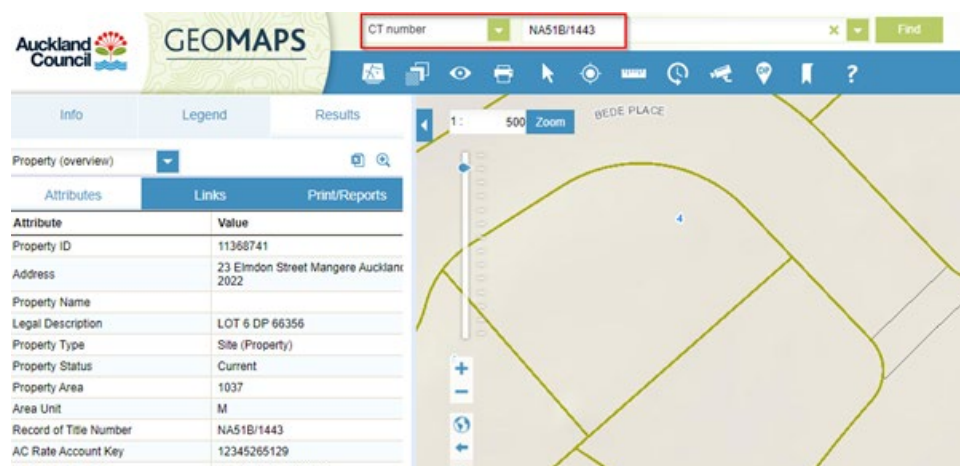 Auckland
Council
GEOMAPS
CT number NA51B/1443 Find
Info Legend Results
1: 500 Zoom
BEDE PLACE
Property (overview)
Attributes Links Print/Reports
Attribute Value
Property ID 11368741
Address 23 Elmdon Street Mangere Auckland
2022
Property Name
Legal Description LOT 6 DP 66356
Property Type Site (Property)
Property Status Current
Property Area 1037
Area Unit M
Record of Title Number NA51B/1443
AC Rate Account Key 12345265129
4
DP
?